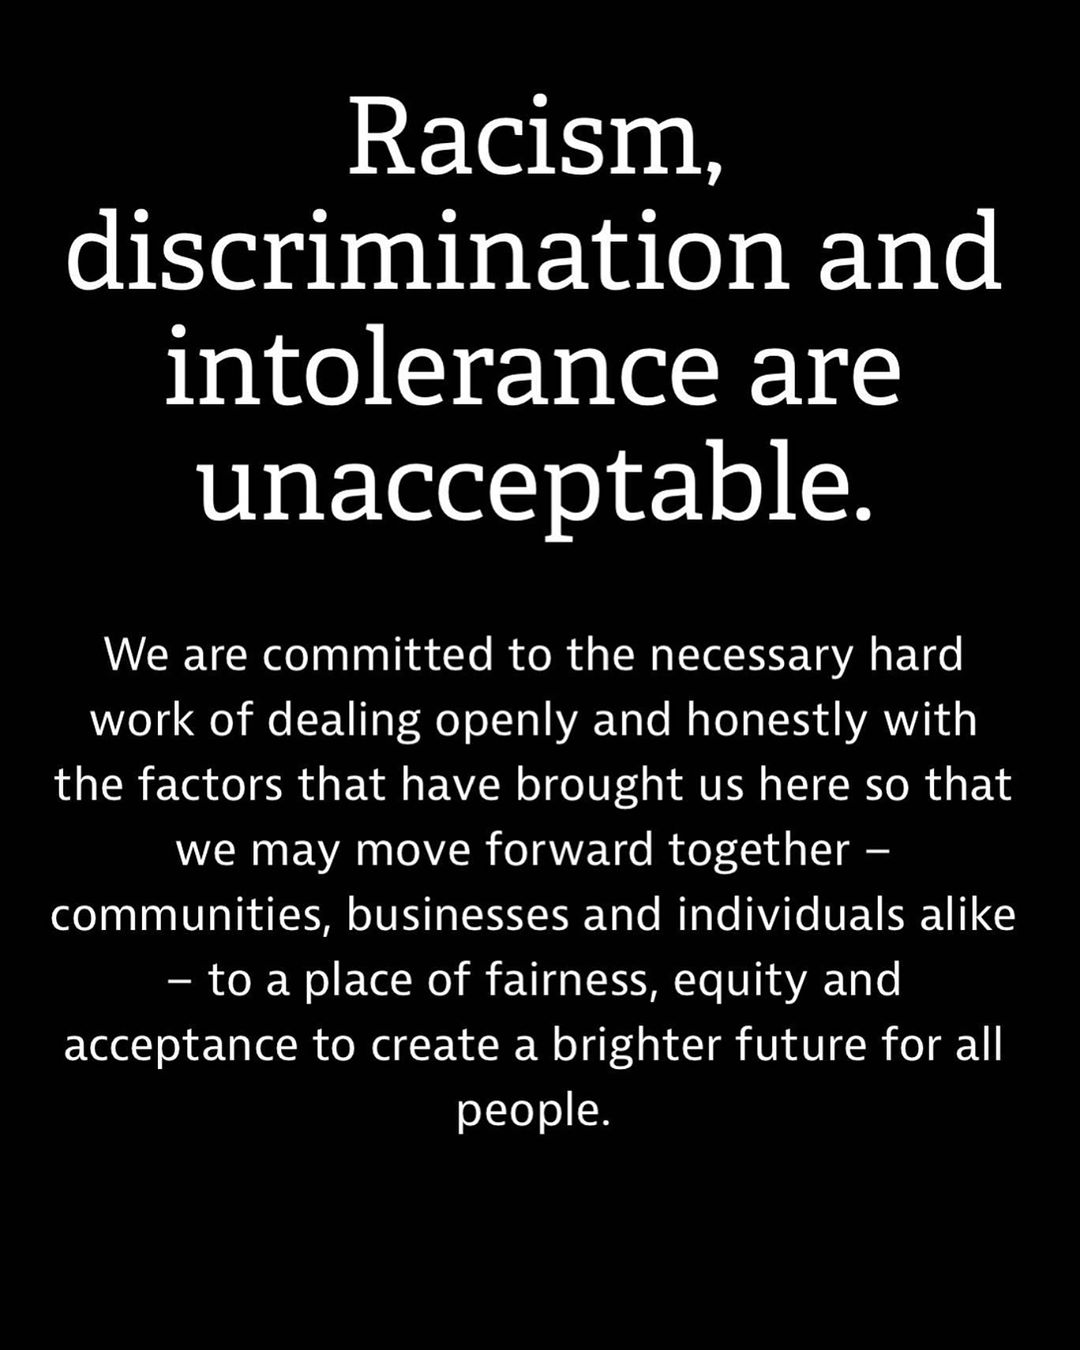 Racism,
discrimination and
intolerance are
unacceptable.
We are committed to the necessary hard
work of dealing openly and honestly with
the factors that have brought us here so that
we may move forward together –
communities, businesses and individuals alike
– to a place of fairness, equity and
acceptance to create a brighter future for all
people.